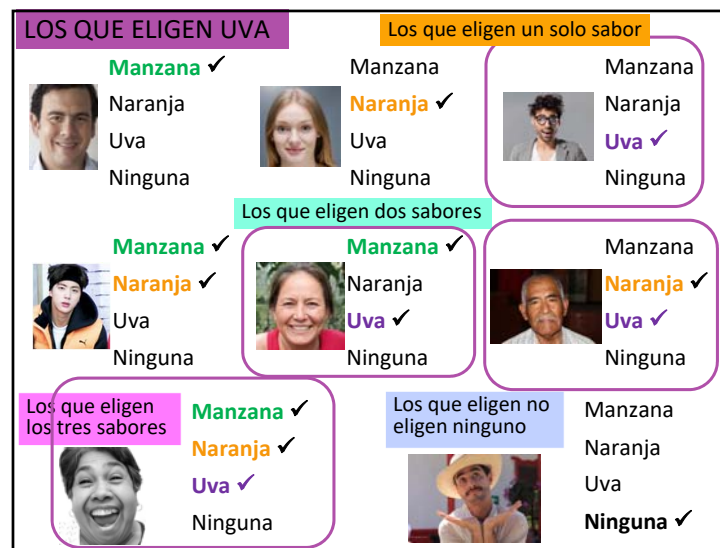 LOS QUE ELIGEN UVA
Los que eligen un solo sabor
Manzana ✓
Naranja
Uva
Ninguna
Manzana
Naranja ✓
Uva
Ninguna
Manzana
Naranja
Uva ✓
Ninguna
Los que eligen dos sabores
Manzana ✓
Naranja ✓
Uva
Ninguna
Manzana ✓
Naranja
Uva ✓
Ninguna
Manzana
Naranja ✓
Uva ✓
Ninguna
Los que eligen
los tres sabores
Manzana ✓
Naranja ✓
Uva ✓
Ninguna
Los que eligen no
eligen ninguno
Manzana
Naranja
Uva
Ninguna ✓